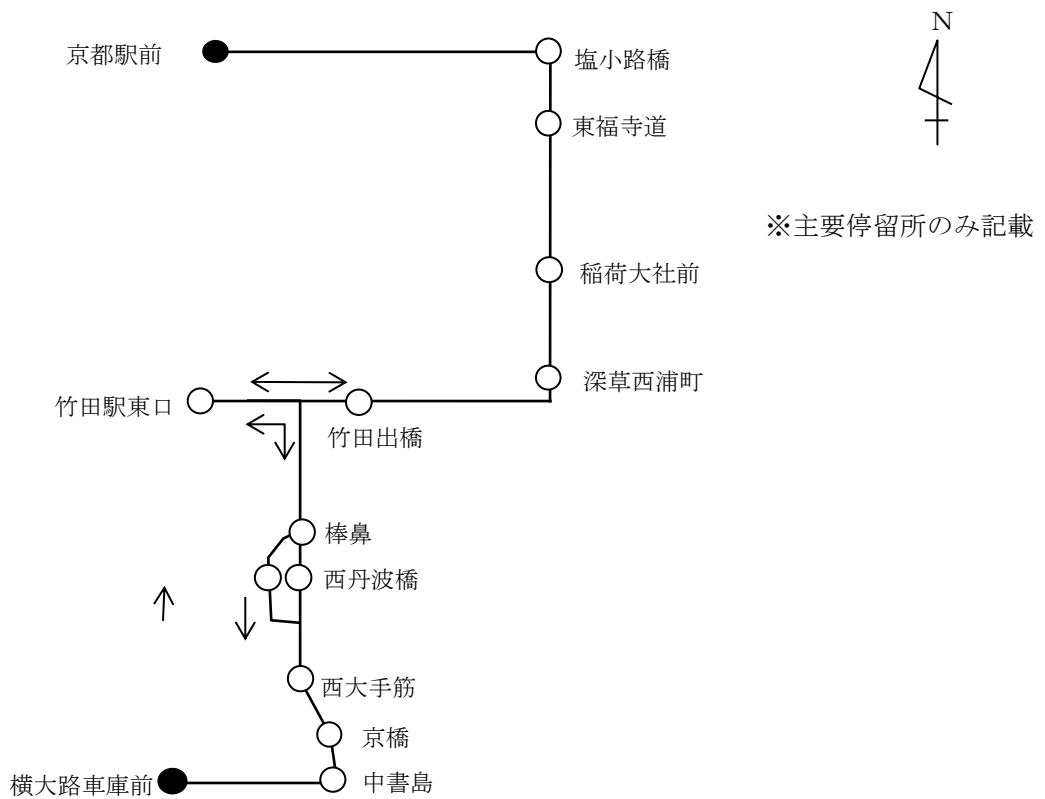 N
京都駅前
塩小路橋
東福寺道
※主要停留所のみ記載
稲荷大社前
深草西浦町
竹田駅東口
竹田出橋
棒鼻
西丹波橋
西大手筋
京橋
横大路車庫前
中書島